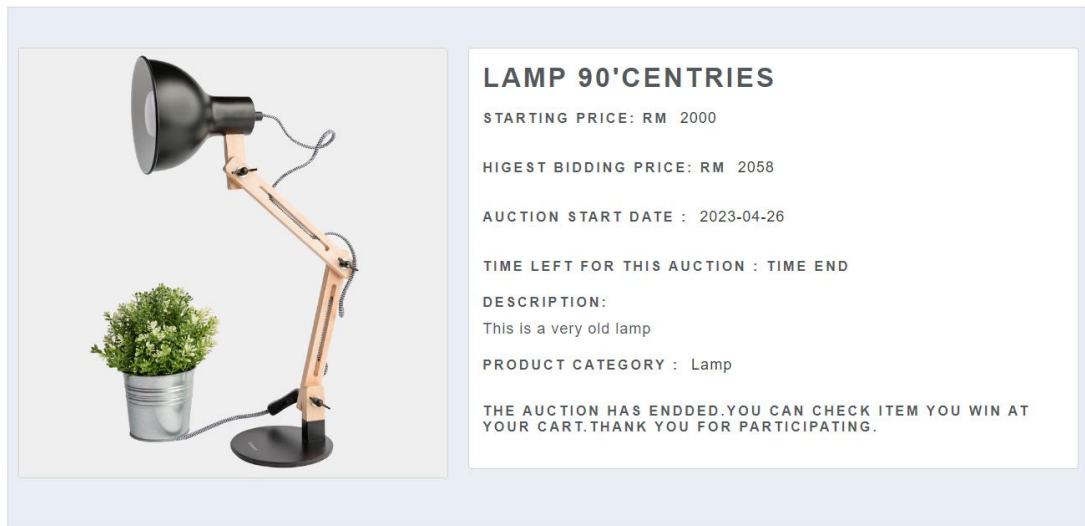 LAMP 90'CENTRIES
STARTING PRICE: RM 2000
HIGEST BIDDING PRICE: RM 2058
AUCTION START DATE : 2023-04-26
TIME LEFT FOR THIS AUCTION : TIME END
DESCRIPTION:
This is a very old lamp
PRODUCT CATEGORY : Lamp
THE AUCTION HAS ENDDED.YOU CAN CHECK ITEM YOU WIN AT
YOUR CART.THANK YOU FOR PARTICIPATING.